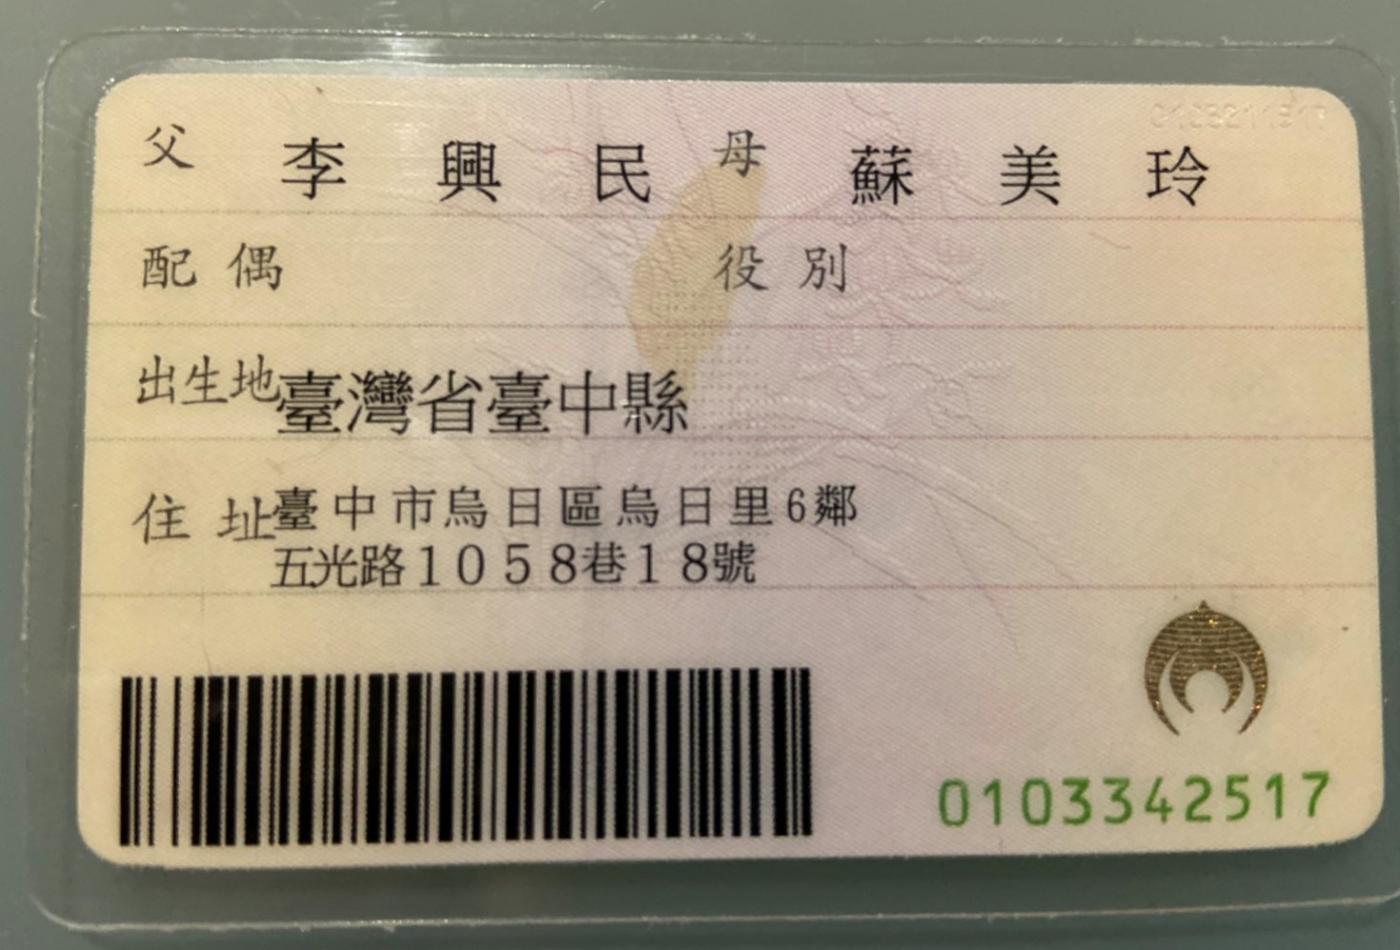 父 李興民 母 蘇美玲
配偶 役別
出生地 臺灣省臺中縣
住址 臺中市烏日區烏日里6鄰
五光路1058巷18號
0103342517